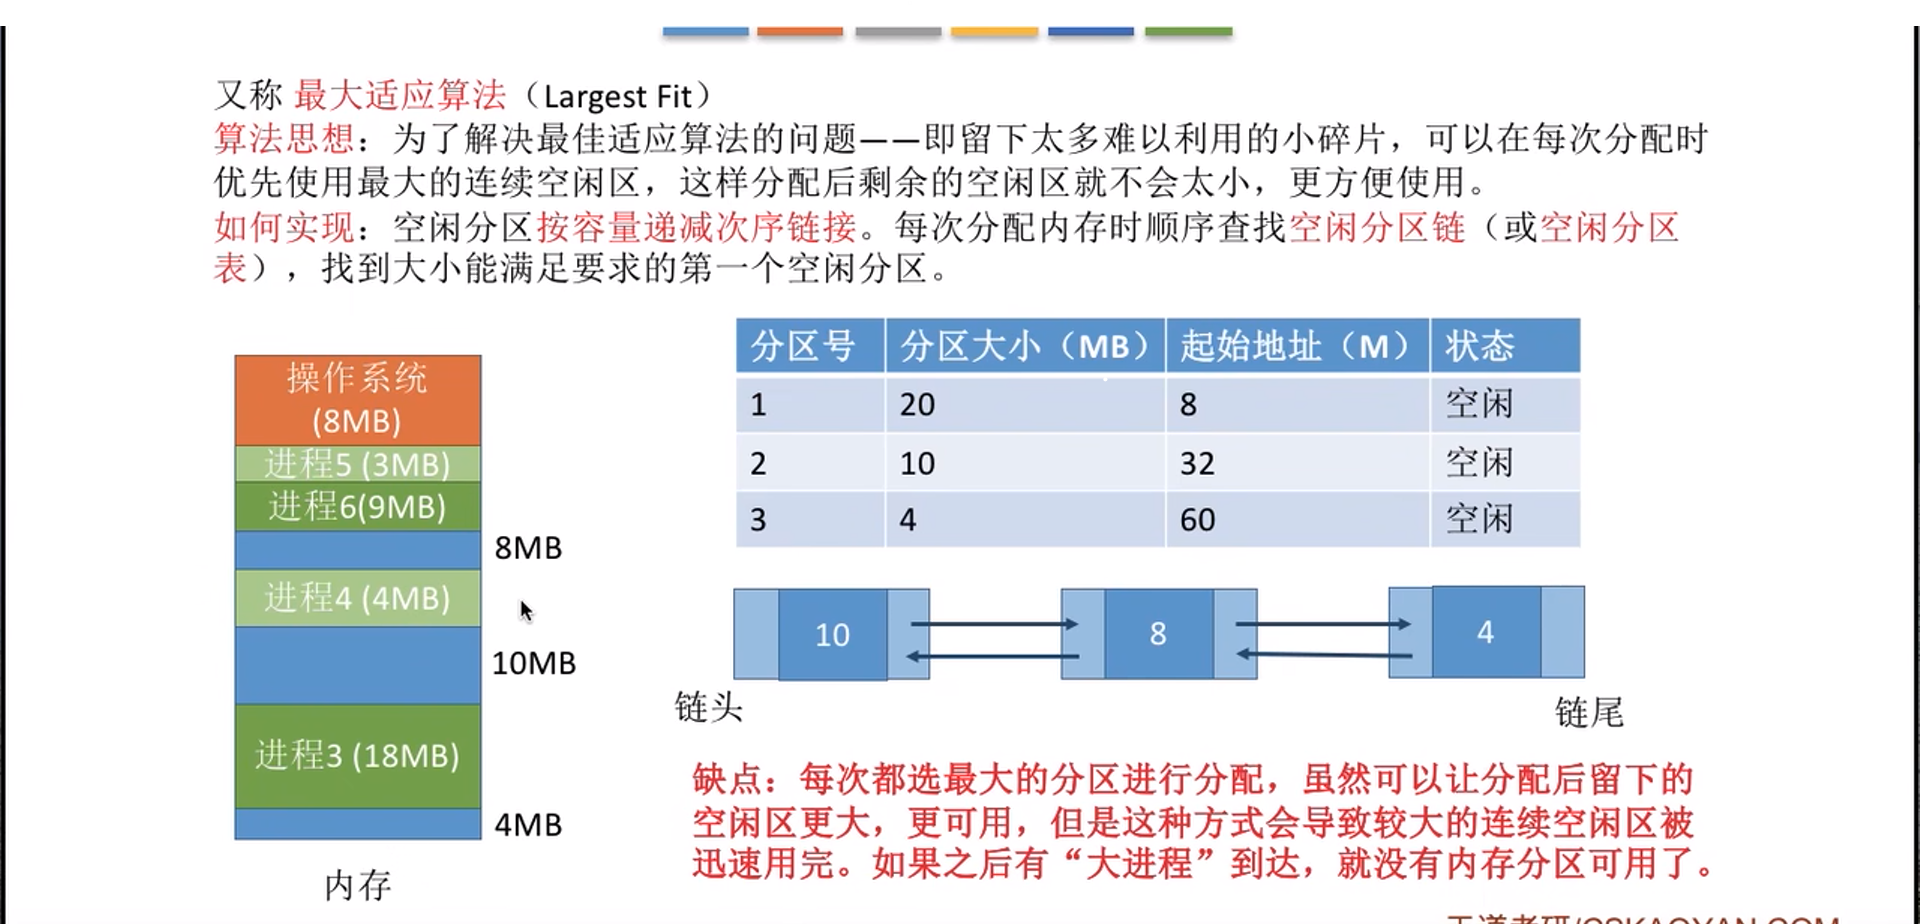 又称 最大适应算法（Largest Fit）
算法思想：为了解决最佳适应算法的问题——即留下太多难以利用的小碎片，可以在每次分配时
优先使用最大的连续空闲区，这样分配后剩余的空闲区就不会太小，更方便使用。
如何实现：空闲分区按容量递减次序链接。每次分配内存时顺序查找空闲分区链（或空闲分区
表），找到大小能满足要求的第一个空闲分区。
操作系统
(8MB)
进程5 (3MB)
进程6(9MB)
8MB
进程4 (4MB)
10MB
进程3 (18MB)
4MB
内存
分区号 分区大小（MB） 起始地址（M） 状态
1 20 8 空闲
2 10 32 空闲
3 4 60 空闲
10 8 4
链头 链尾
缺点：每次都选最大的分区进行分配，虽然可以让分配后留下的
空闲区更大，更可用，但是这种方式会导致较大的连续空闲区被
迅速用完。如果之后有“大进程”到达，就没有内存分区可用了。